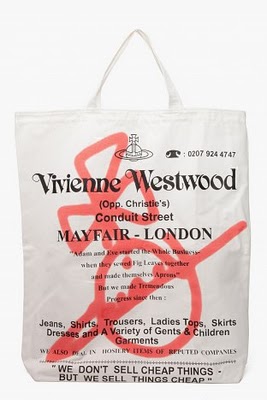 ☎ : 0207 924 4747
Vivienne Westwood
(Opp. Christie's)
Conduit Street
MAYFAIR - LONDON
"Adam and Eve started the Whole Business-
when they sewed Fig Leaves together
and made themselves Aprons"
But we made Tremendous
Progress since then :
Jeans, Shirts, Trousers, Ladies Tops, Skirts
Dresses and A Variety of Gents & Children
Garments
WE ALSO DEAL IN HOSIERY ITEMS OF REPUTED COMPANIES
"WE DON'T SELL CHEAP THINGS -
BUT WE SELL THINGS CHEAP "